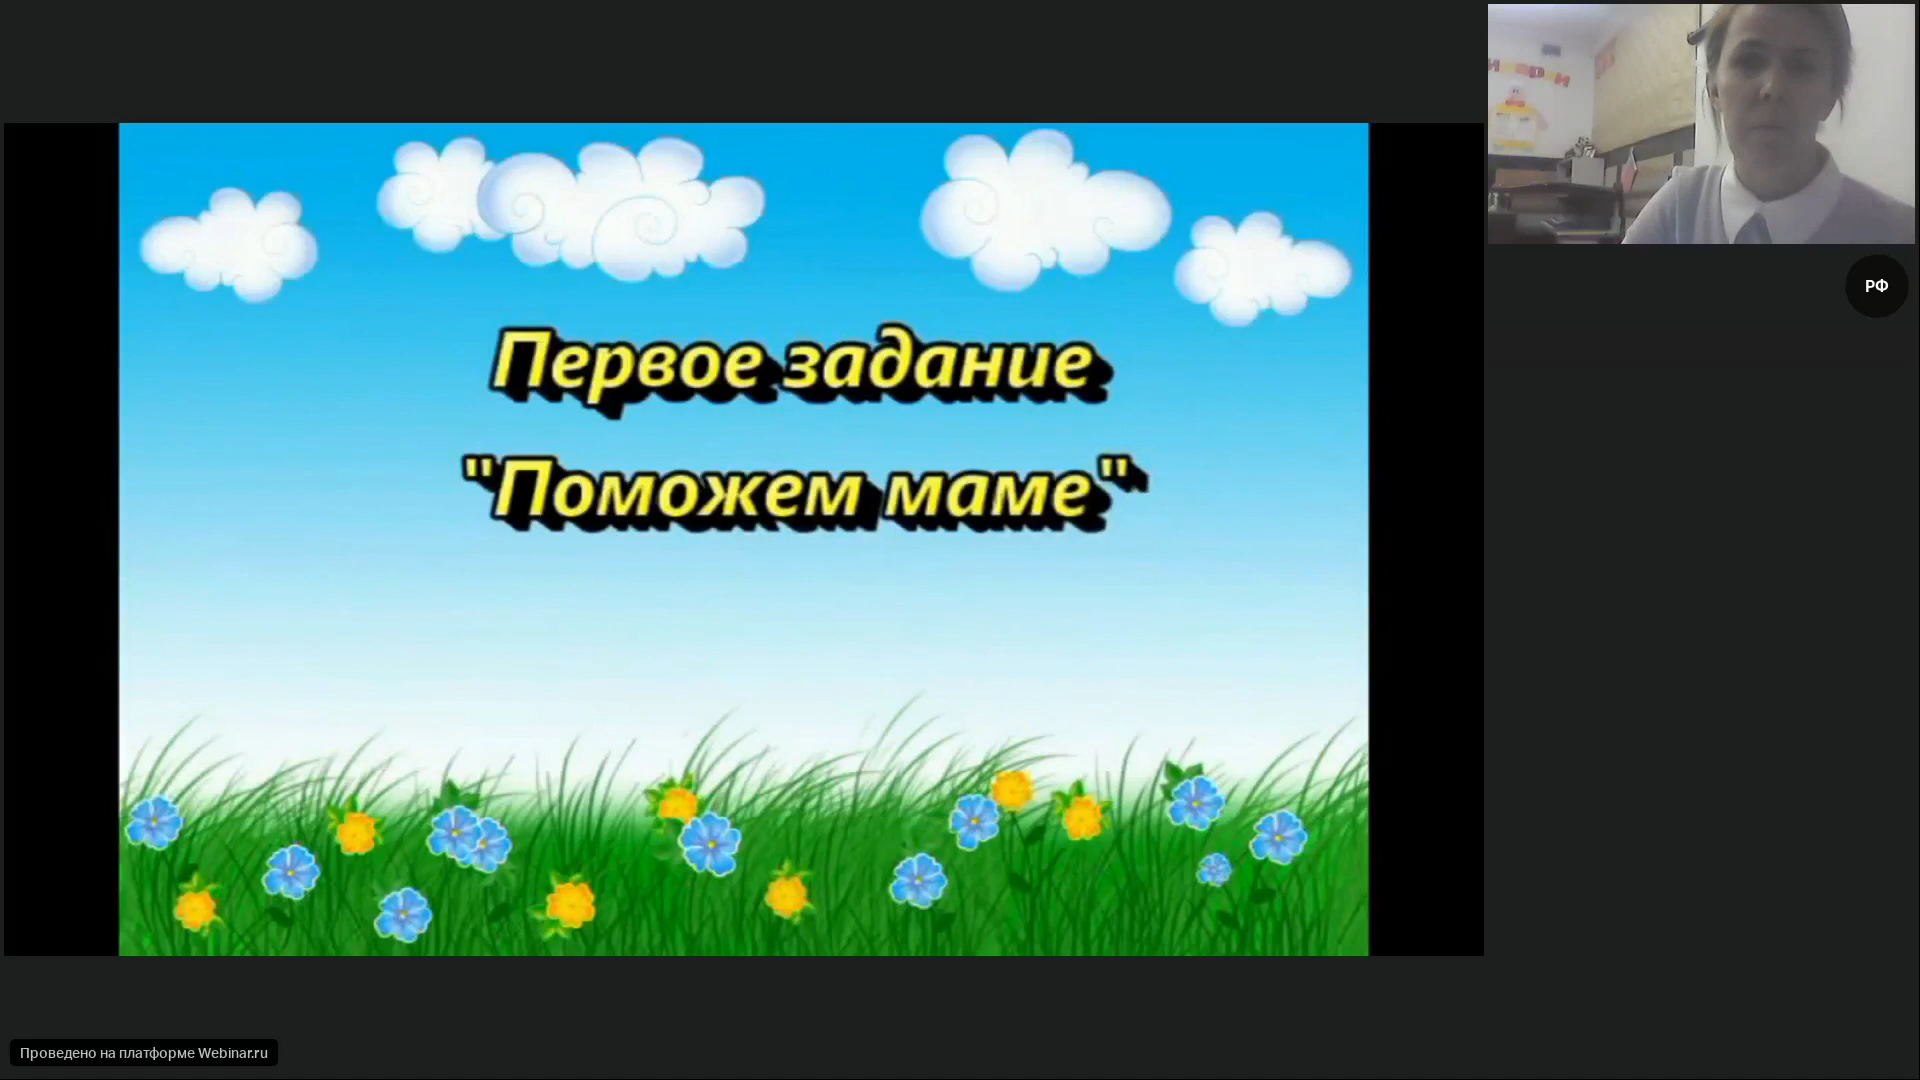 Первое задание
"Поможем маме"
РФ
Проведено на платформе Webinar.ru